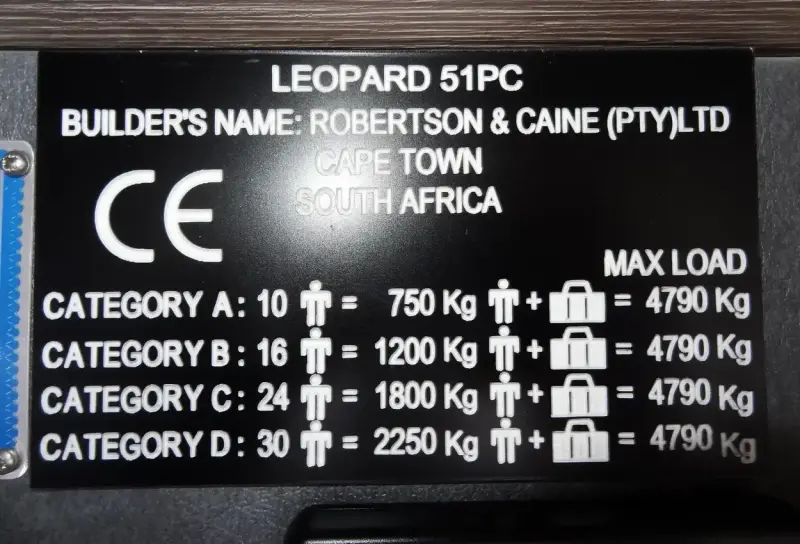 LEOPARD 51PC
BUILDER'S NAME: ROBERTSON & CAINE (PTY)LTD
CAPE TOWN
SOUTH AFRICA
CE
MAX LOAD
CATEGORY A: 10 = 750 Kg + = 4790 Kg
CATEGORY B: 16 = 1200 Kg + = 4790 Kg
CATEGORY C: 24 = 1800 Kg + = 4790 Kg
CATEGORY D: 30 = 2250 Kg + = 4790 Kg